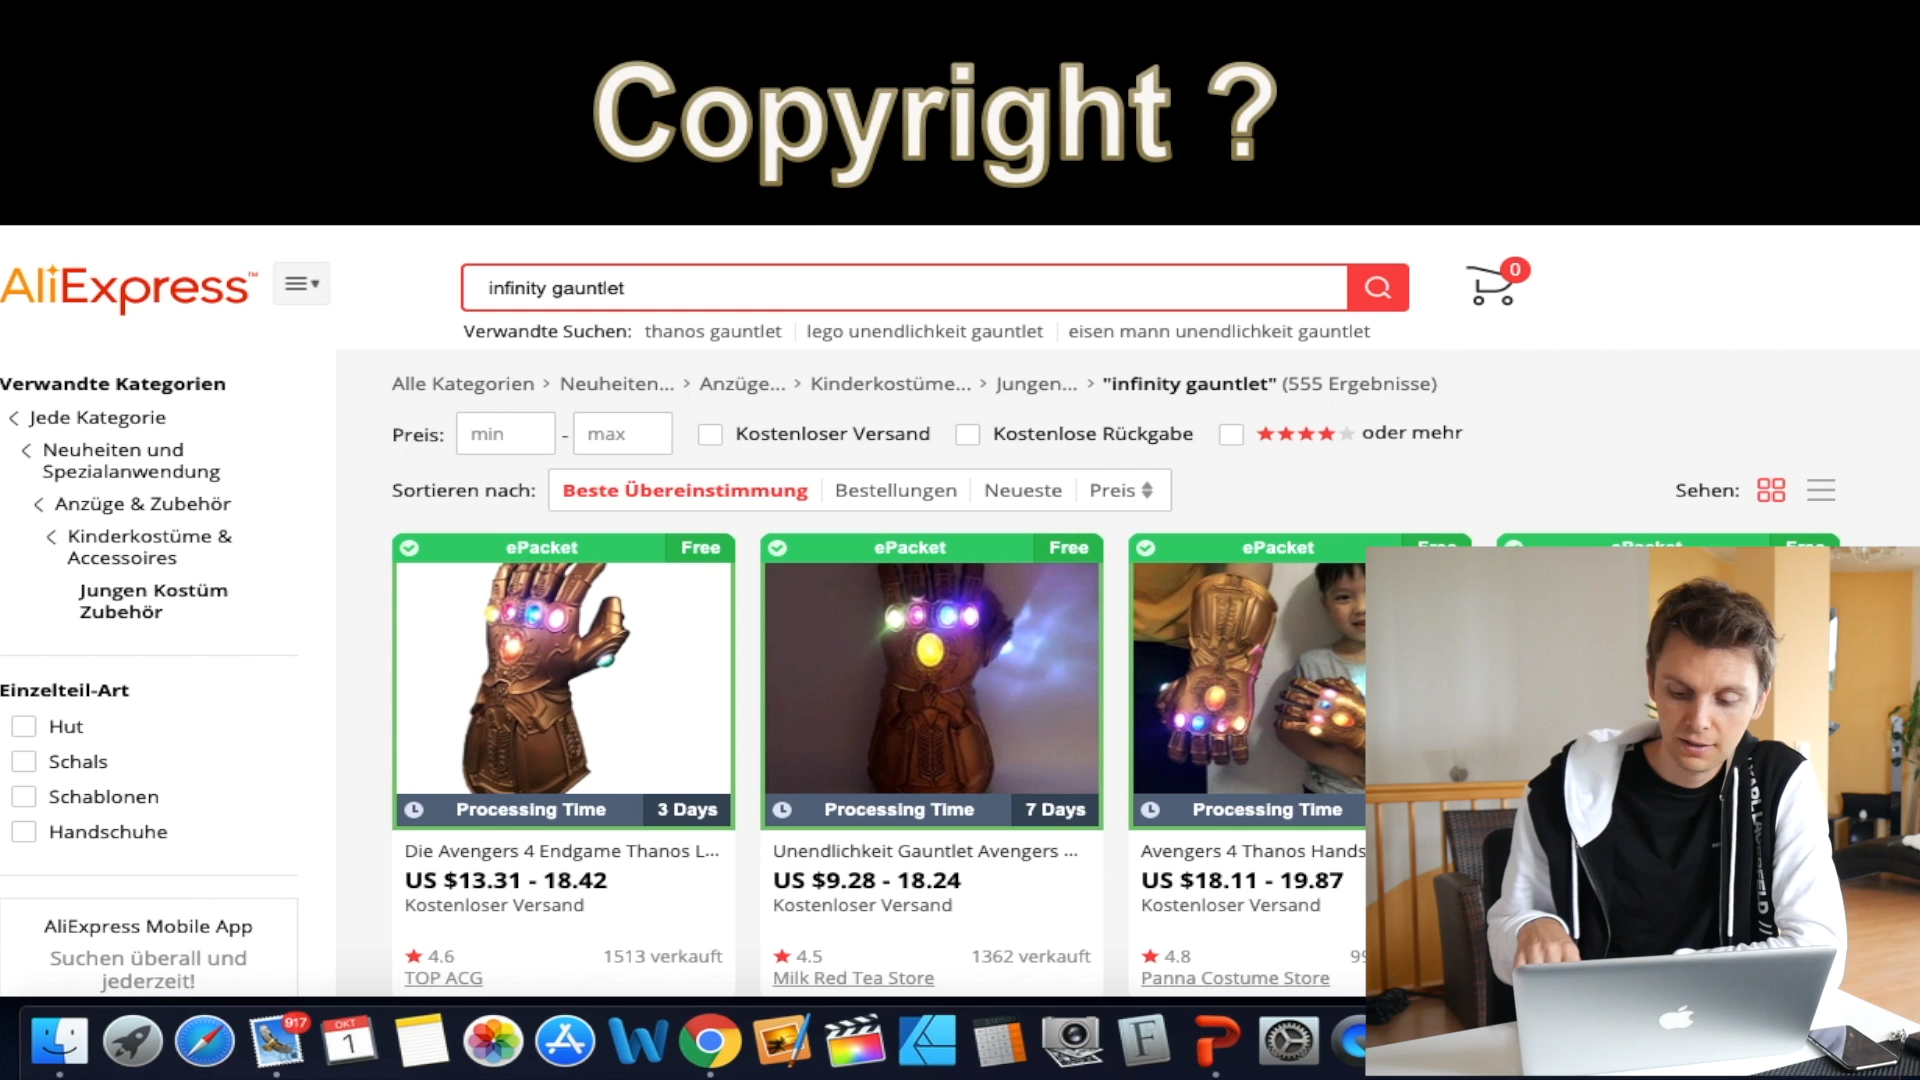 Copyright ?
AliExpress™
infinity gauntlet
0
Verwandte Suchen: thanos gauntlet lego unendlichkeit gauntlet eisen mann unendlichkeit gauntlet
Verwandte Kategorien
< Jede Kategorie
< Neuheiten und
Spezialanwendung
< Anzüge & Zubehör
< Kinderkostüme &
Accessoires
Jungen Kostüm
Zubehör
Einzelteil-Art
Hut
Schals
Schablonen
Handschuhe
AliExpress Mobile App
Suchen überall und
jederzeit!
Alle Kategorien > Neuheiten... > Anzüge... > Kinderkostüme... > Jungen... > "infinity gauntlet" (555 Ergebnisse)
Preis: min - max Kostenloser Versand Kostenlose Rückgabe oder mehr
Sortieren nach: Beste Übereinstimmung Bestellungen Neueste Preis Sehen:
ePacket Free
Processing Time 3 Days
Die Avengers 4 Endgame Thanos L...
US $13.31 - 18.42
Kostenloser Versand
4.6 1513 verkauft
TOP ACG
ePacket Free
Processing Time 7 Days
Unendlichkeit Gauntlet Avengers ...
US $9.28 - 18.24
Kostenloser Versand
4.5 1362 verkauft
Milk Red Tea Store
ePacket Free
Processing Time
Avengers 4 Thanos Hands
US $18.11 - 19.87
Kostenloser Versand
4.8 99
Panna Costume Store
ePacket Free
917
OKT
1